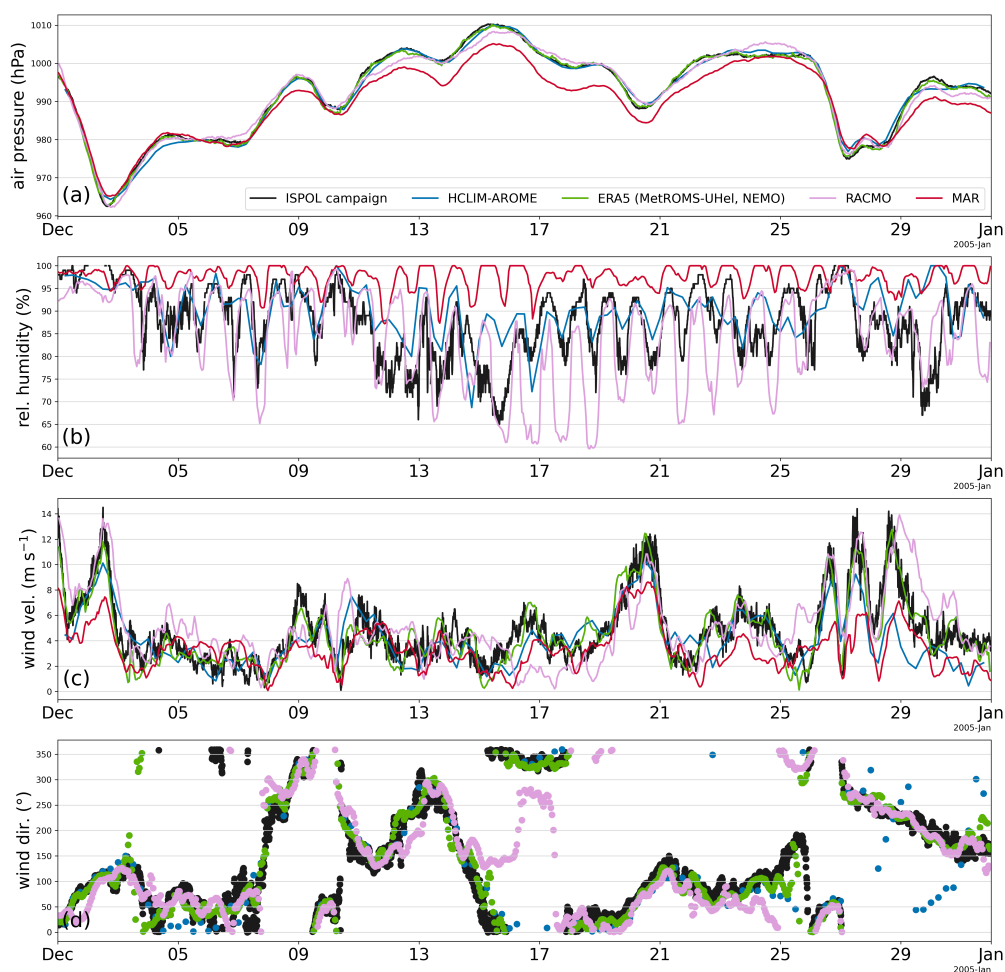 air pressure (hPa)
1010
1000
990
980
970
960
(a)
ISPOL campaign HCLIM-AROME ERA5 (MetROMS-UHel, NEMO) RACMO MAR
Dec 05 09 13 17 21 25 29 Jan
2005-Jan
rel. humidity (%)
100
95
90
85
80
75
70
65
60
(b)
Dec 05 09 13 17 21 25 29 Jan
2005-Jan
wind vel. (m s⁻¹)
14
12
10
8
6
4
2
0
(c)
Dec 05 09 13 17 21 25 29 Jan
2005-Jan
wind dir. (°)
350
300
250
200
150
100
50
0
(d)
Dec 05 09 13 17 21 25 29 Jan
2005-Jan